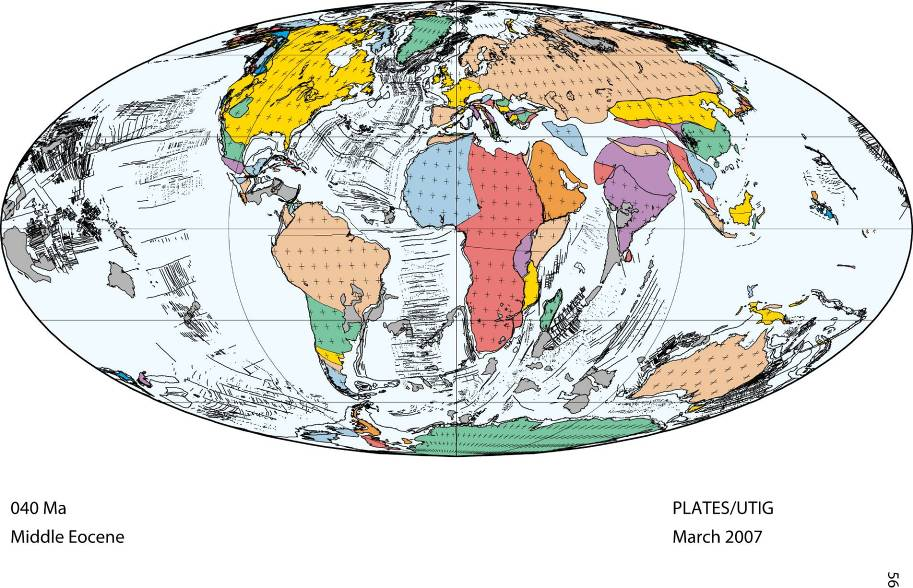 040 Ma
Middle Eocene
PLATES/UTIG
March 2007
56